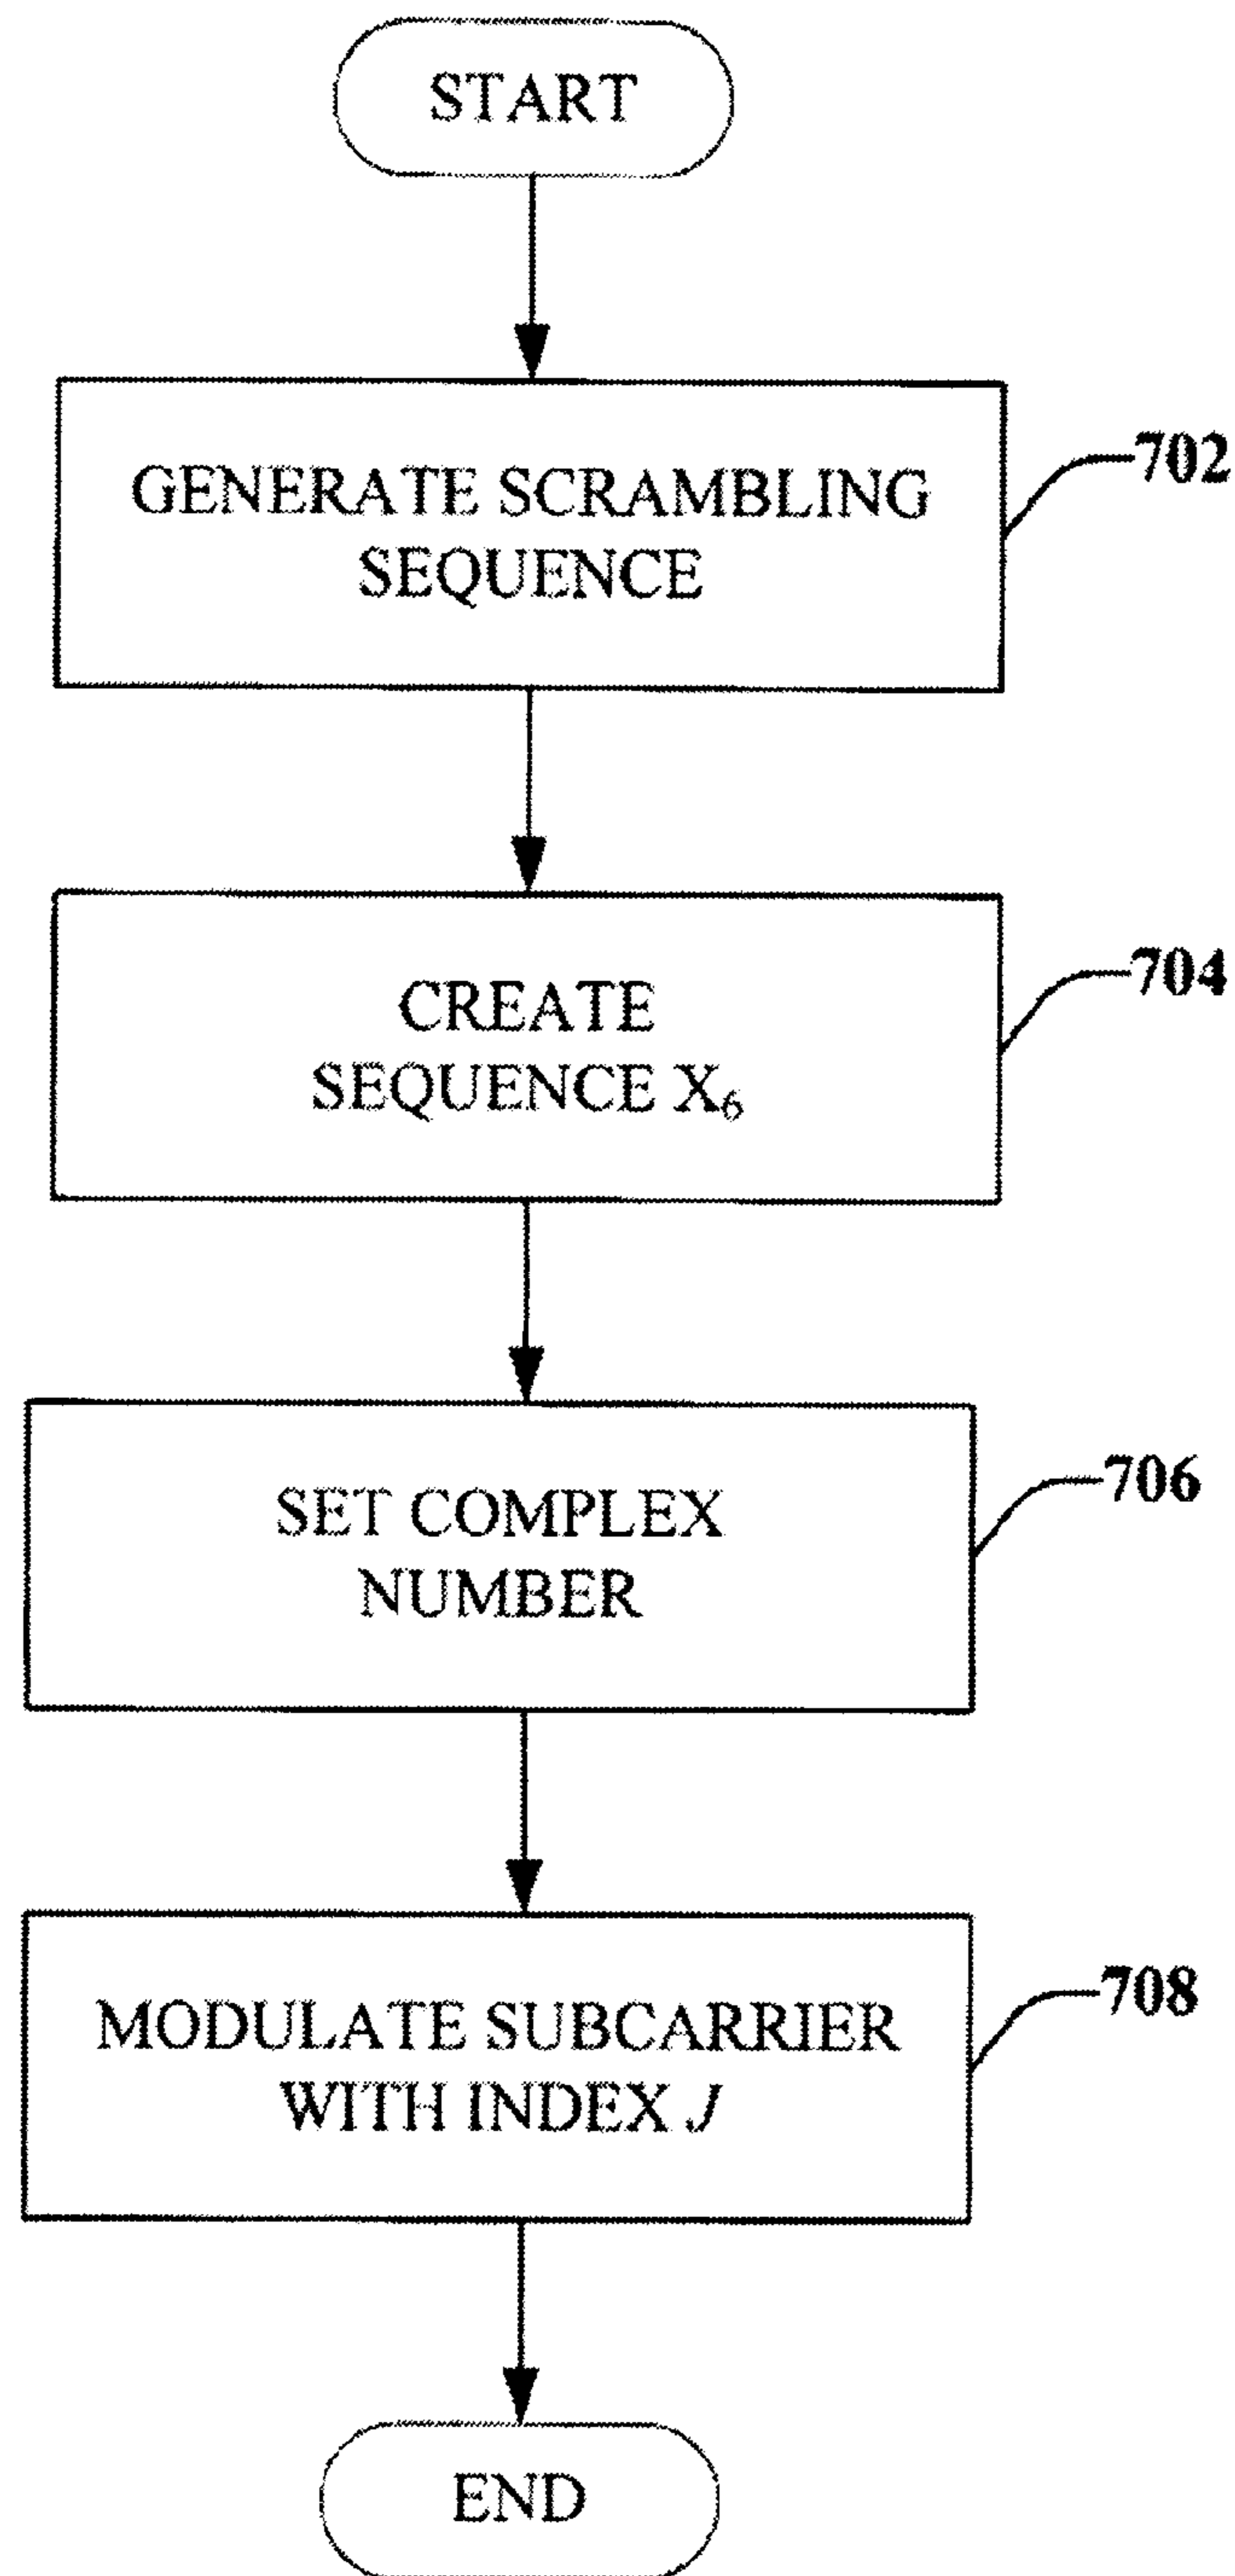 START
GENERATE SCRAMBLING
SEQUENCE
702
CREATE
SEQUENCE X₆
704
SET COMPLEX
NUMBER
706
MODULATE SUBCARRIER
WITH INDEX J
708
END